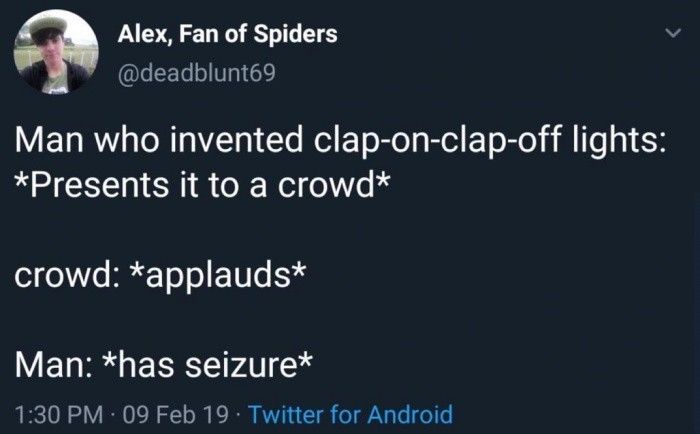 Alex, Fan of Spiders
@deadblunt69
Man who invented clap-on-clap-off lights:
*Presents it to a crowd*
crowd: *applauds*
Man: *has seizure*
1:30 PM · 09 Feb 19 · Twitter for Android